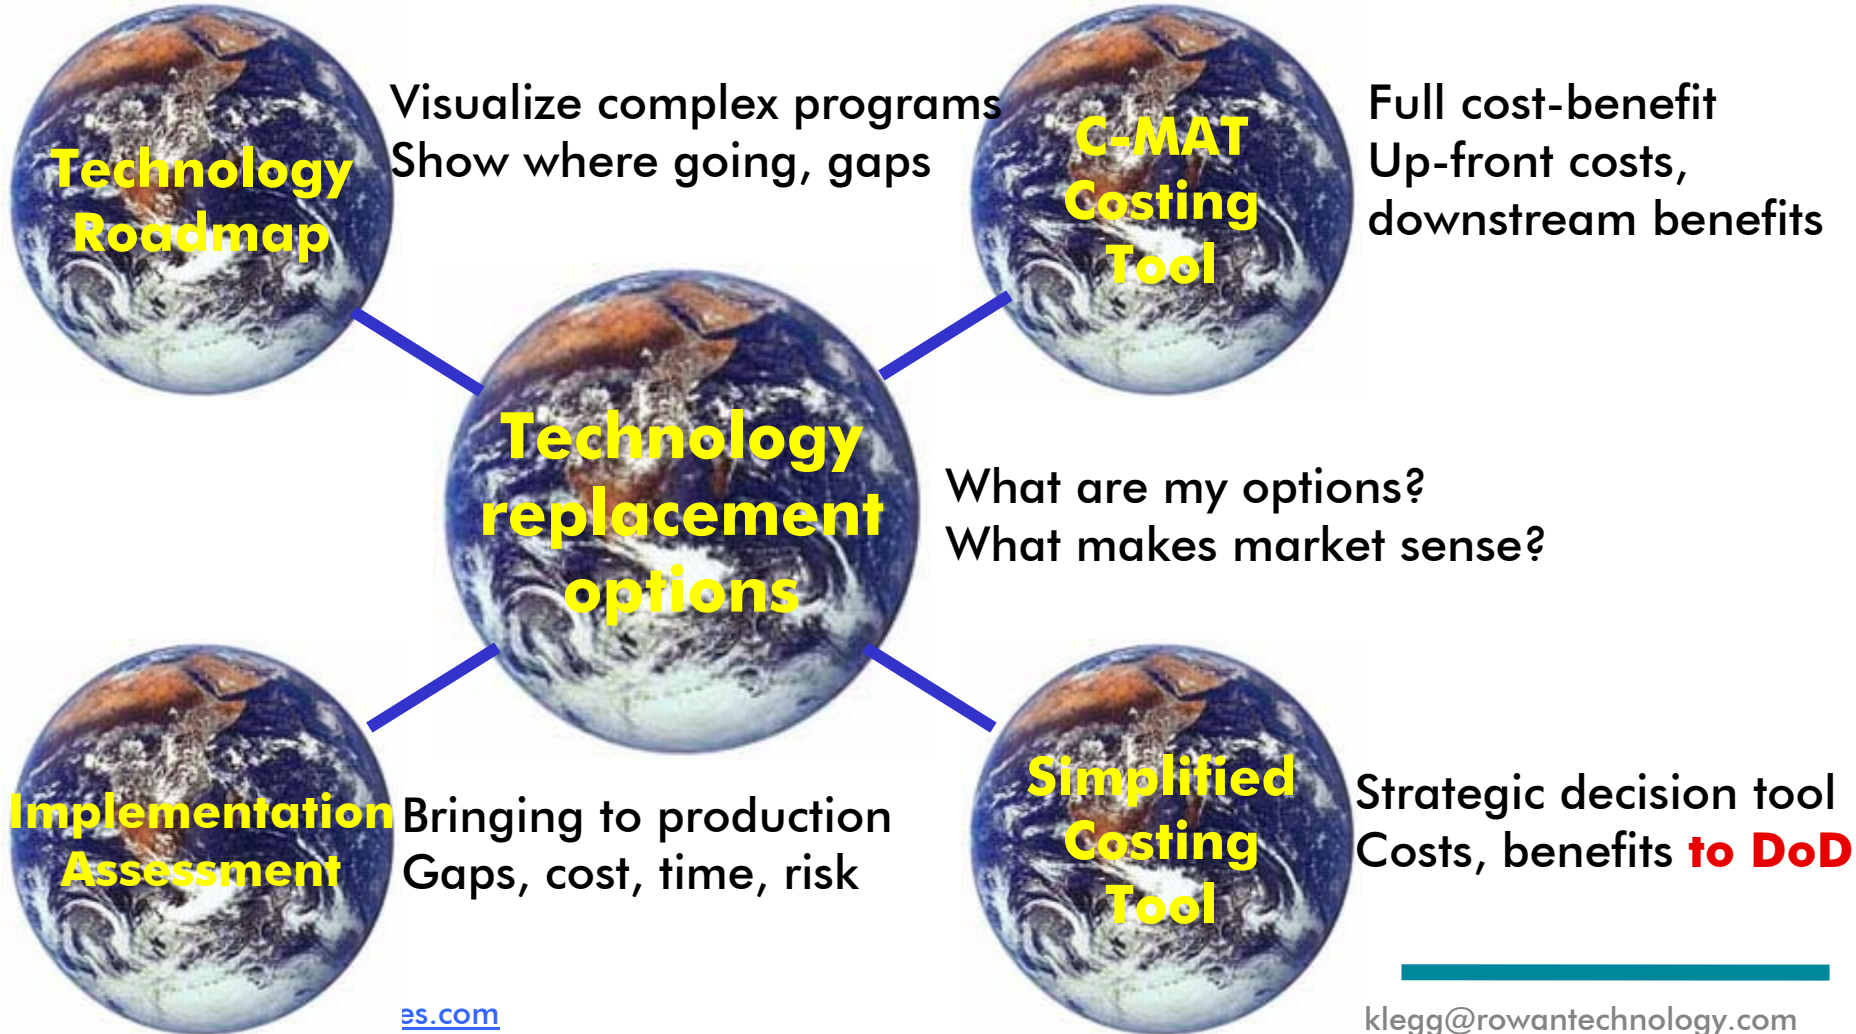 Technology
Roadmap
Visualize complex programs
Show where going, gaps
C-MAT
Costing
Tool
Full cost-benefit
Up-front costs,
downstream benefits
Technology
replacement
options
What are my options?
What makes market sense?
Implementation
Assessment
Bringing to production
Gaps, cost, time, risk
Simplified
Costing
Tool
Strategic decision tool
Costs, benefits to DoD
es.com
klegg@rowantechnology.com